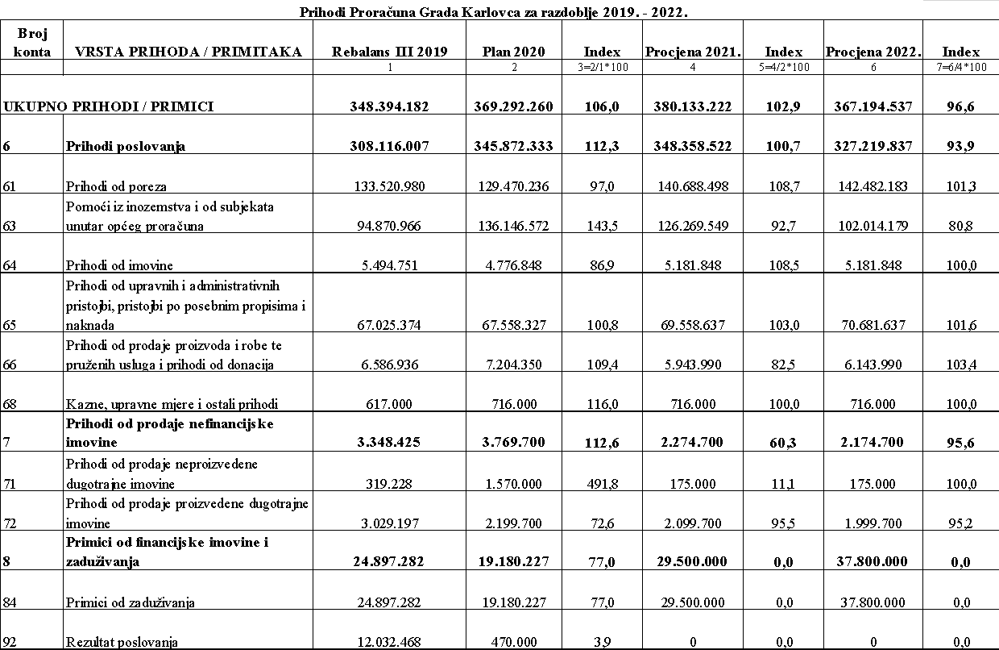 Prihodi Proračuna Grada Karlovca za razdoblje 2019. - 2022.
Broj konta VRSTA PRIHODA / PRIMITAKA Rebalans III 2019 Plan 2020 Index Procjena 2021. Index Procjena 2022. Index
1 2 3=2/1*100 4 5=4/2*100 6 7=6/4*100
UKUPNO PRIHODI / PRIMICI 348.394.182 369.292.260 106,0 380.133.222 102,9 367.194.537 96,6
6 Prihodi poslovanja 308.116.007 345.872.333 112,3 348.358.522 100,7 327.219.837 93,9
61 Prihodi od poreza 133.520.980 129.470.236 97,0 140.688.498 108,7 142.482.183 101,3
Pomoći iz inozemstva i od subjekata
63 unutar općeg proračuna 94.870.966 136.146.572 143,5 126.269.549 92,7 102.014.179 80,8
64 Prihodi od imovine 5.494.751 4.776.848 86,9 5.181.848 108,5 5.181.848 100,0
Prihodi od upravnih i administrativnih
pristojbi, pristojbi po posebnim propisima i
65 naknada 67.025.374 67.558.327 100,8 69.558.637 103,0 70.681.637 101,6
Prihodi od prodaje proizvoda i robe te
66 pruženih usluga i prihodi od donacija 6.586.936 7.204.350 109,4 5.943.990 82,5 6.143.990 103,4
68 Kazne, upravne mjere i ostali prihodi 617.000 716.000 116,0 716.000 100,0 716.000 100,0
Prihodi od prodaje nefinancijske
7 imovine 3.348.425 3.769.700 112,6 2.274.700 60,3 2.174.700 95,6
Prihodi od prodaje neproizvedene
71 dugotrajne imovine 319.228 1.570.000 491,8 175.000 11,1 175.000 100,0
Prihodi od prodaje proizvedene dugotrajne
72 imovine 3.029.197 2.199.700 72,6 2.099.700 95,5 1.999.700 95,2
Primici od financijske imovine i
8 zaduživanja 24.897.282 19.180.227 77,0 29.500.000 0,0 37.800.000 0,0
84 Primici od zaduživanja 24.897.282 19.180.227 77,0 29.500.000 0,0 37.800.000 0,0
92 Rezultat poslovanja 12.032.468 470.000 3,9 0 0,0 0 0,0